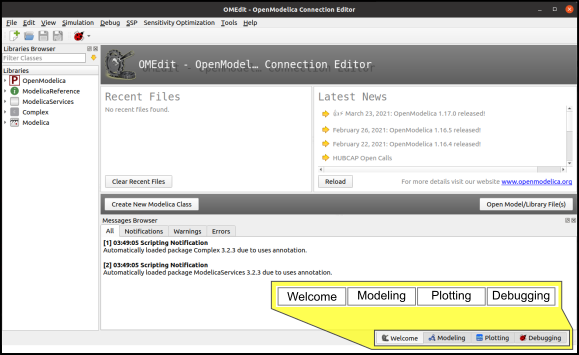 OMEdit - OpenModelica Connection Editor
File Edit View Simulation Debug SSP Sensitivity Optimization Tools Help
Libraries Browser
Filter Classes
Libraries
OpenModelica
ModelicaReference
ModelicaServices
Complex
Modelica
OMEdit - OpenModel… Connection Editor
Recent Files
No recent files found.
Clear Recent Files
Latest News
March 23, 2021: OpenModelica 1.17.0 released!
February 26, 2021: OpenModelica 1.16.5 released!
February 22, 2021: OpenModelica 1.16.4 released!
HUBCAP Open Calls
Reload
For more details visit our website www.openmodelica.org
Create New Modelica Class
Open Model/Library File(s)
Messages Browser
All Notifications Warnings Errors
[1] 03:49:05 Scripting Notification
Automatically loaded package Complex 3.2.3 due to uses annotation.
[2] 03:49:05 Scripting Notification
Automatically loaded package ModelicaServices 3.2.3 due to uses annotation.
Welcome Modeling Plotting Debugging
Welcome Modeling Plotting Debugging